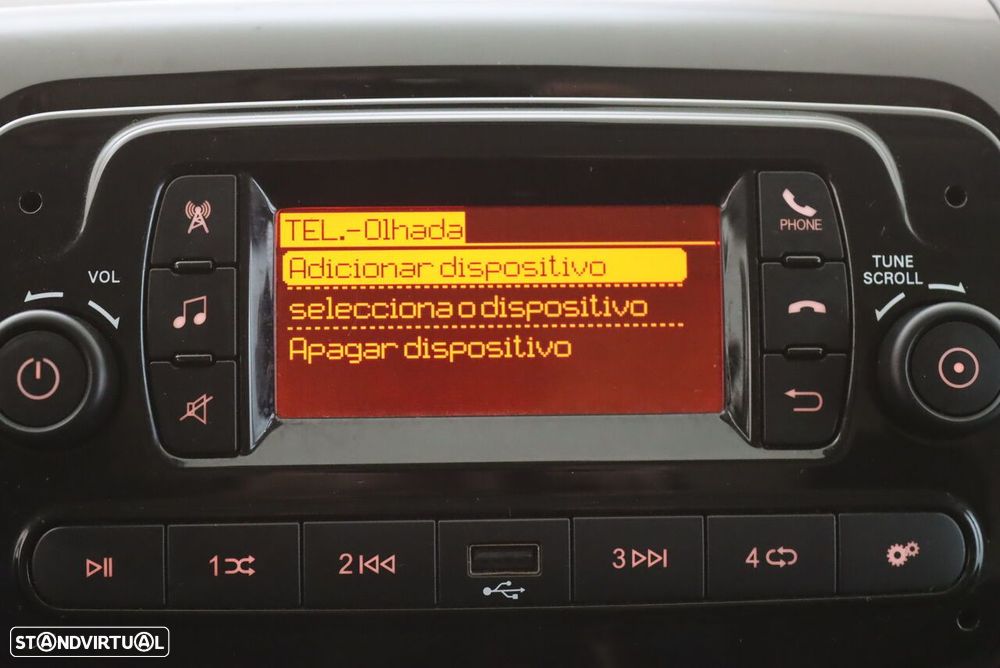 TEL.-Olhada
Adicionar dispositivo
selecciona o dispositivo
Apagar dispositivo
VOL
PHONE
TUNE
SCROLL
1
2
3
4
STANDVIRTUAL